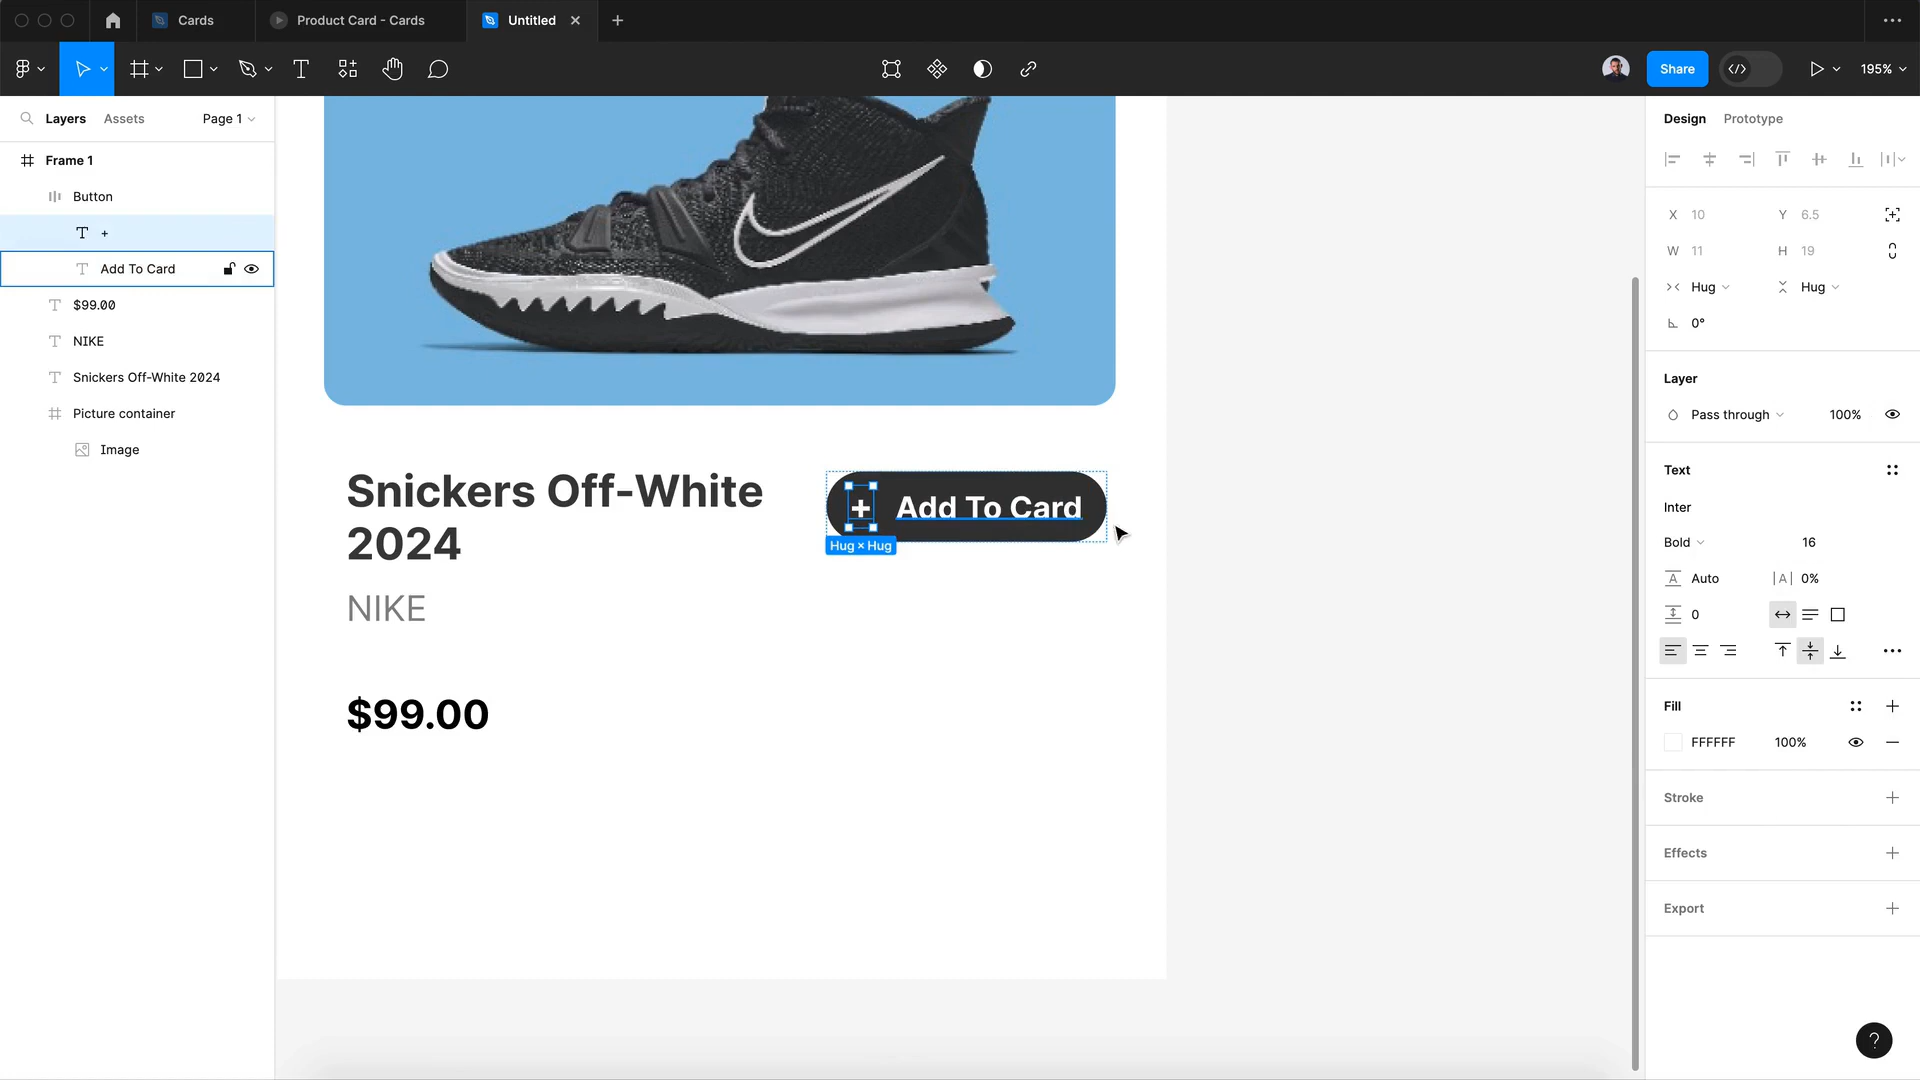 Cards
Product Card - Cards
Untitled
Share
195%
Layers
Assets
Page 1
Frame 1
Button
+
Add To Card
$99.00
NIKE
Snickers Off-White 2024
Picture container
Image
Snickers Off-White
2024
NIKE
$99.00
+ Add To Card
Hug × Hug
Design
Prototype
X 10
Y 6.5
W 11
H 19
Hug
Hug
0°
Layer
Pass through
100%
Text
Inter
Bold
16
A Auto
|A| 0%
0
Fill
FFFFFF
100%
Stroke
Effects
Export
?